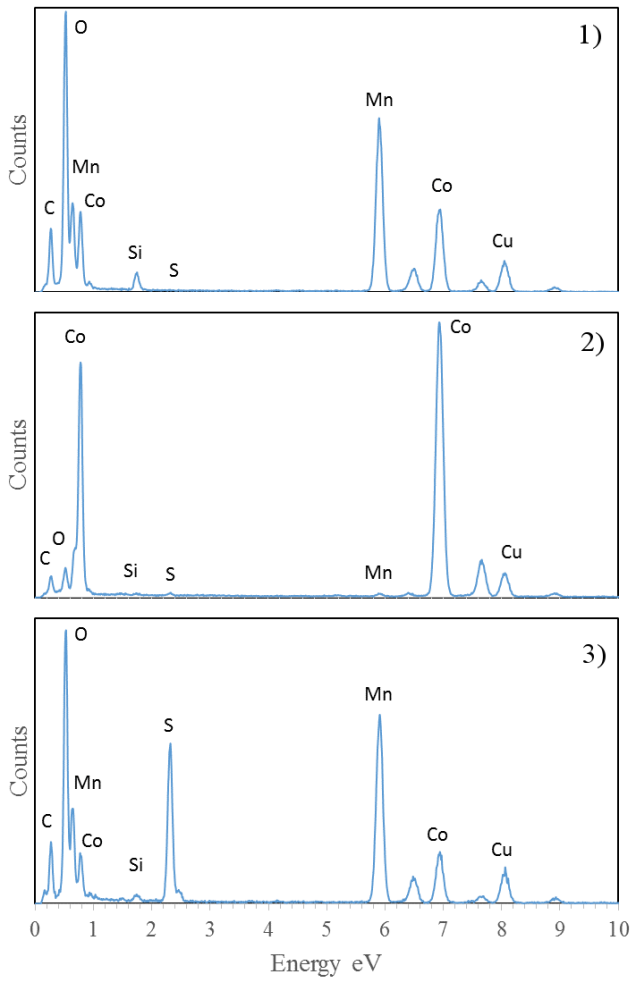 O
1)
Mn
Mn
C
Co
Co
Cu
Si
S
Counts
Co
Co
2)
O
C
Si
S
Mn
Cu
Counts
O
3)
Mn
S
Mn
C
Co
Co
Cu
Si
Counts
0 1 2 3 4 5 6 7 8 9 10
Energy eV